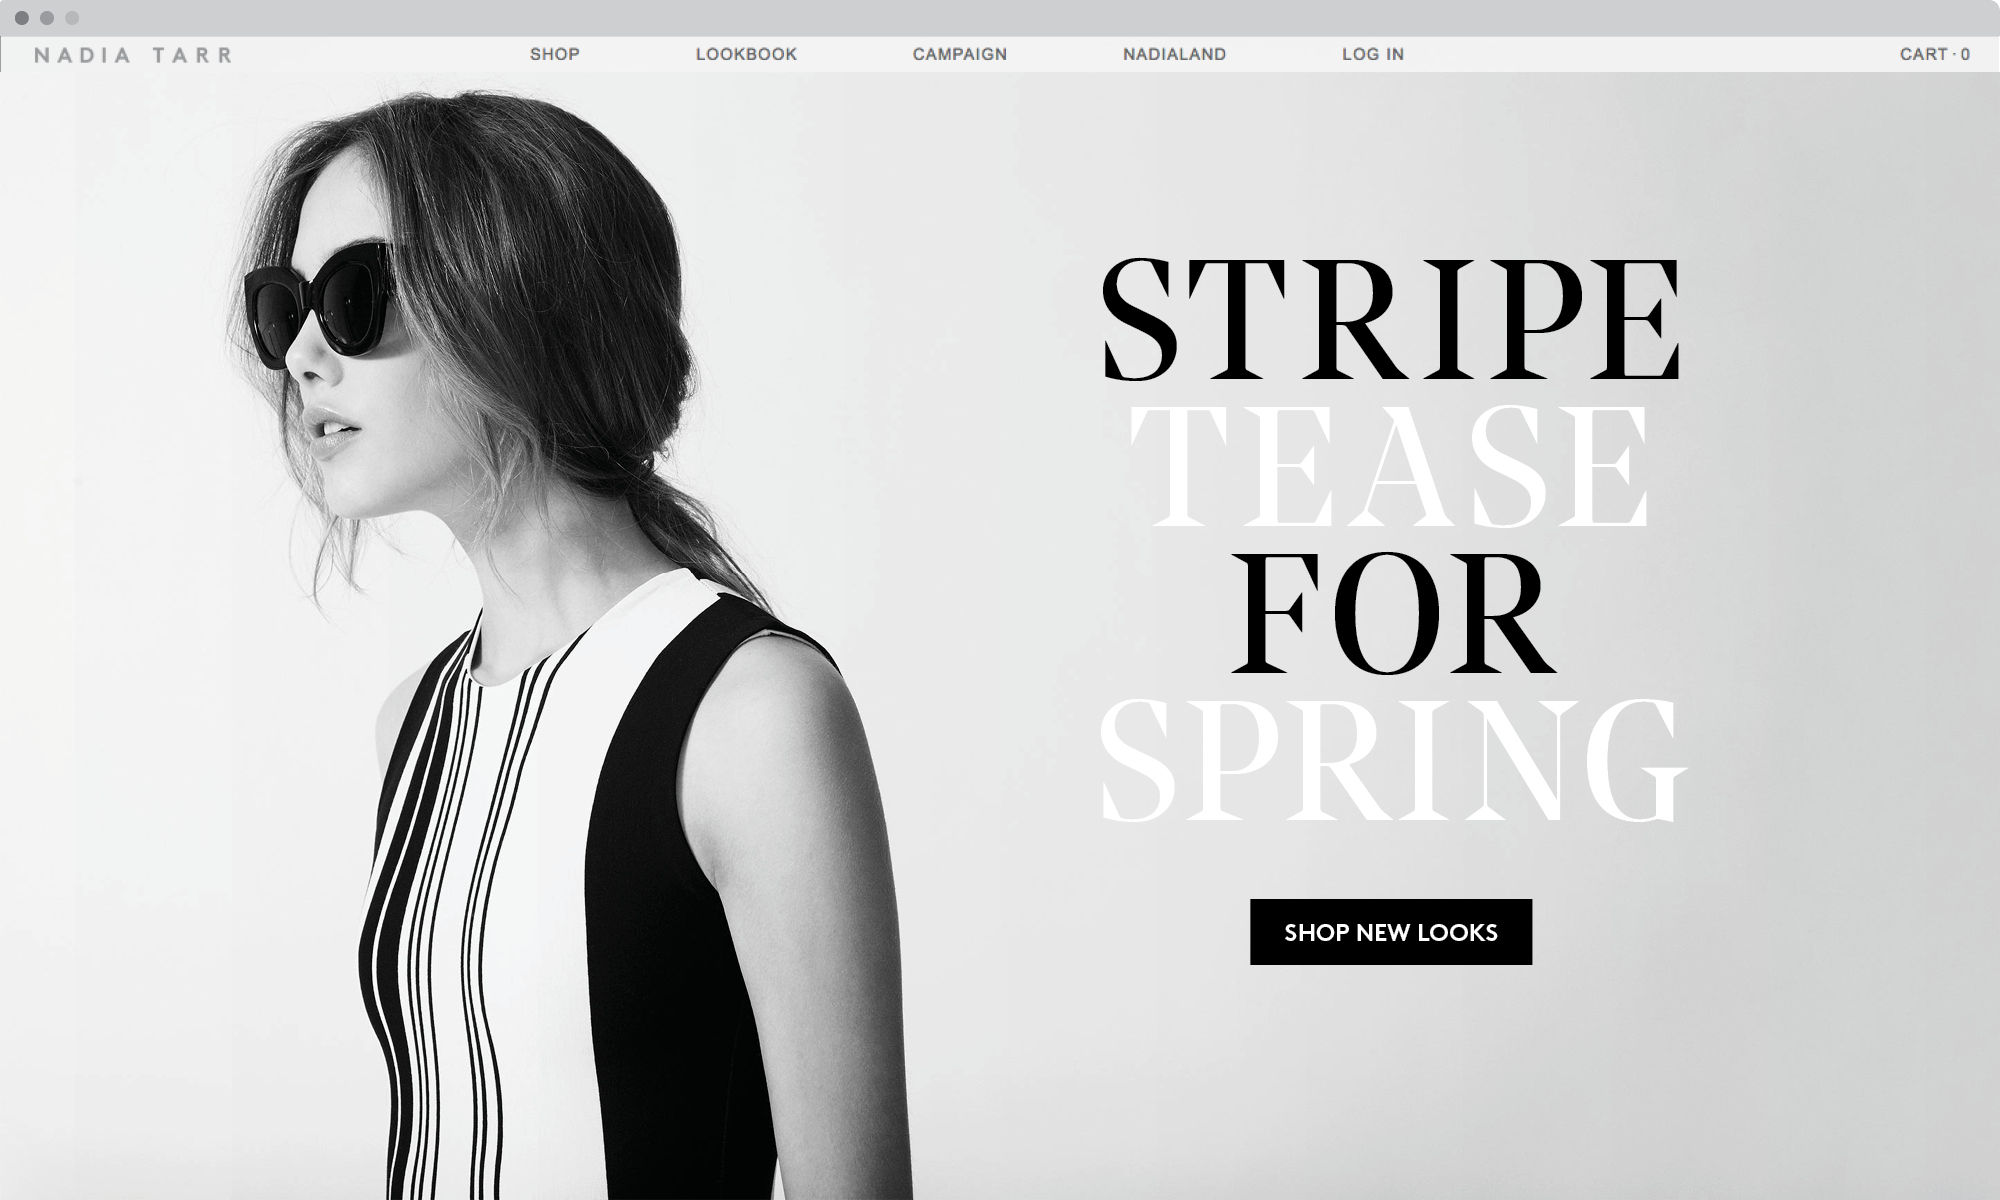 NADIA TARR SHOP LOOKBOOK CAMPAIGN NADIALAND LOG IN CART · 0
STRIPE
TEASE
FOR
SPRING
SHOP NEW LOOKS